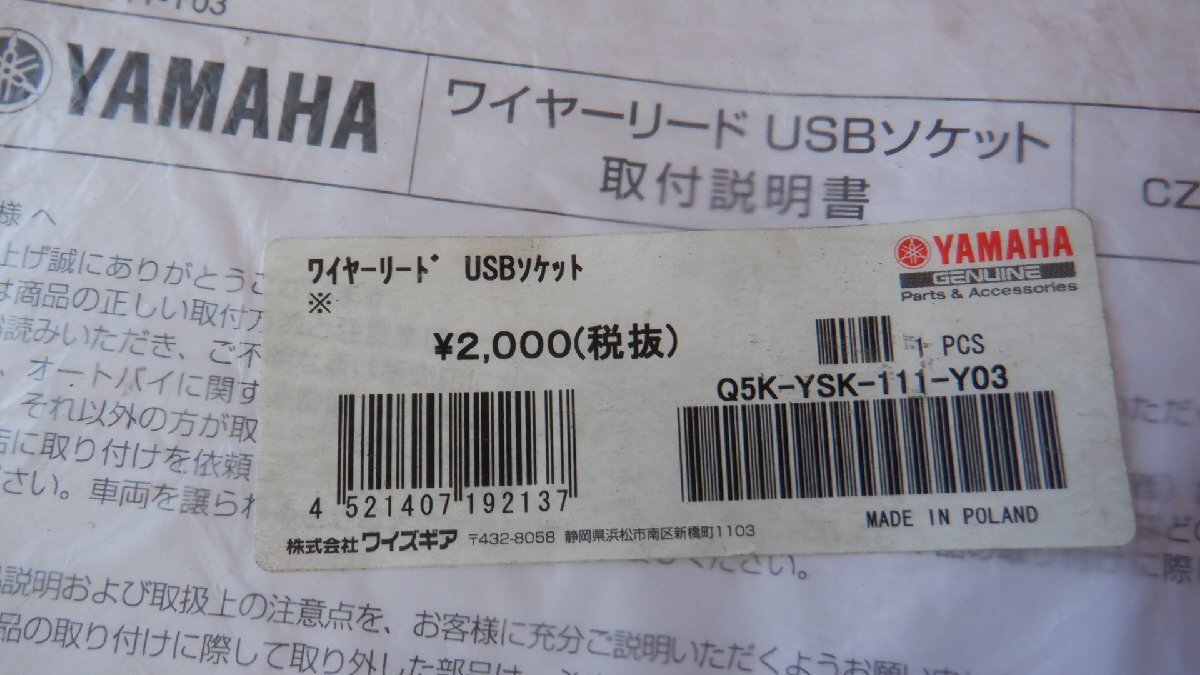 YAMAHA
ワイヤーリード USBソケット
取付説明書
CZ
様 へ
上げ誠にありがとうご
は商品の正しい取付
お読みいただき、ご不
、オートバイに関す
それ以外の方が取
店に取り付けを依頼
ださい。車両を譲られ
ﾜｲﾔｰﾘｰﾄﾞ USBｿｹｯﾄ
※
¥2,000(税抜)
YAMAHA
GENUINE
Parts & Accessories
1 PCS
Q5K-YSK-111-Y03
4 521407 192137
MADE IN POLAND
株式会社 ワイズギア 〒432-8058 静岡県浜松市南区新橋町1103
ください。
説明および取扱上の注意点を、お客様に充分ご説明いただくようお願い
品の取り付けに際して取り外した部品は、